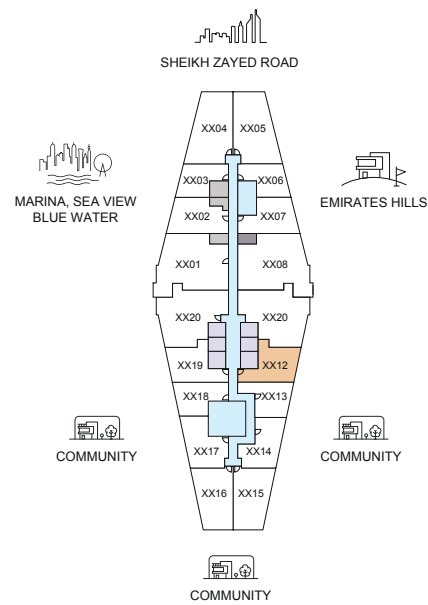 SHEIKH ZAYED ROAD
XX04 XX05
XX03 XX06
MARINA, SEA VIEW
BLUE WATER
EMIRATES HILLS
XX02 XX07
XX01 XX08
XX20 XX20
XX19 XX12
XX18 XX13
COMMUNITY
XX17 XX14
COMMUNITY
XX16 XX15
COMMUNITY